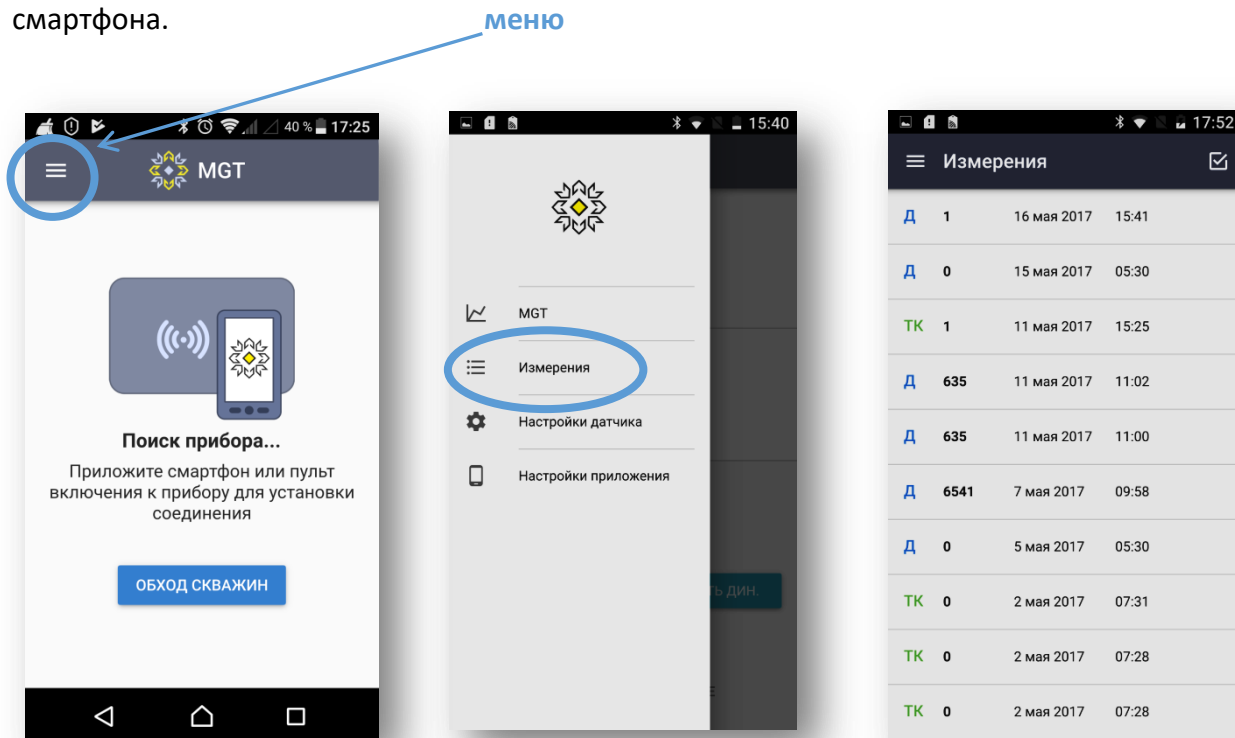 смартфона.
меню
40 % 17:25
MGT
Поиск прибора...
Приложите смартфон или пульт
включения к прибору для установки
соединения
ОБХОД СКВАЖИН
15:40
MGT
Измерения
Настройки датчика
Настройки приложения
ТЬ ДИН.
17:52
Измерения
Д 1 16 мая 2017 15:41
Д 0 15 мая 2017 05:30
ТК 1 11 мая 2017 15:25
Д 635 11 мая 2017 11:02
Д 635 11 мая 2017 11:00
Д 6541 7 мая 2017 09:58
Д 0 5 мая 2017 05:30
ТК 0 2 мая 2017 07:31
ТК 0 2 мая 2017 07:28
ТК 0 2 мая 2017 07:28